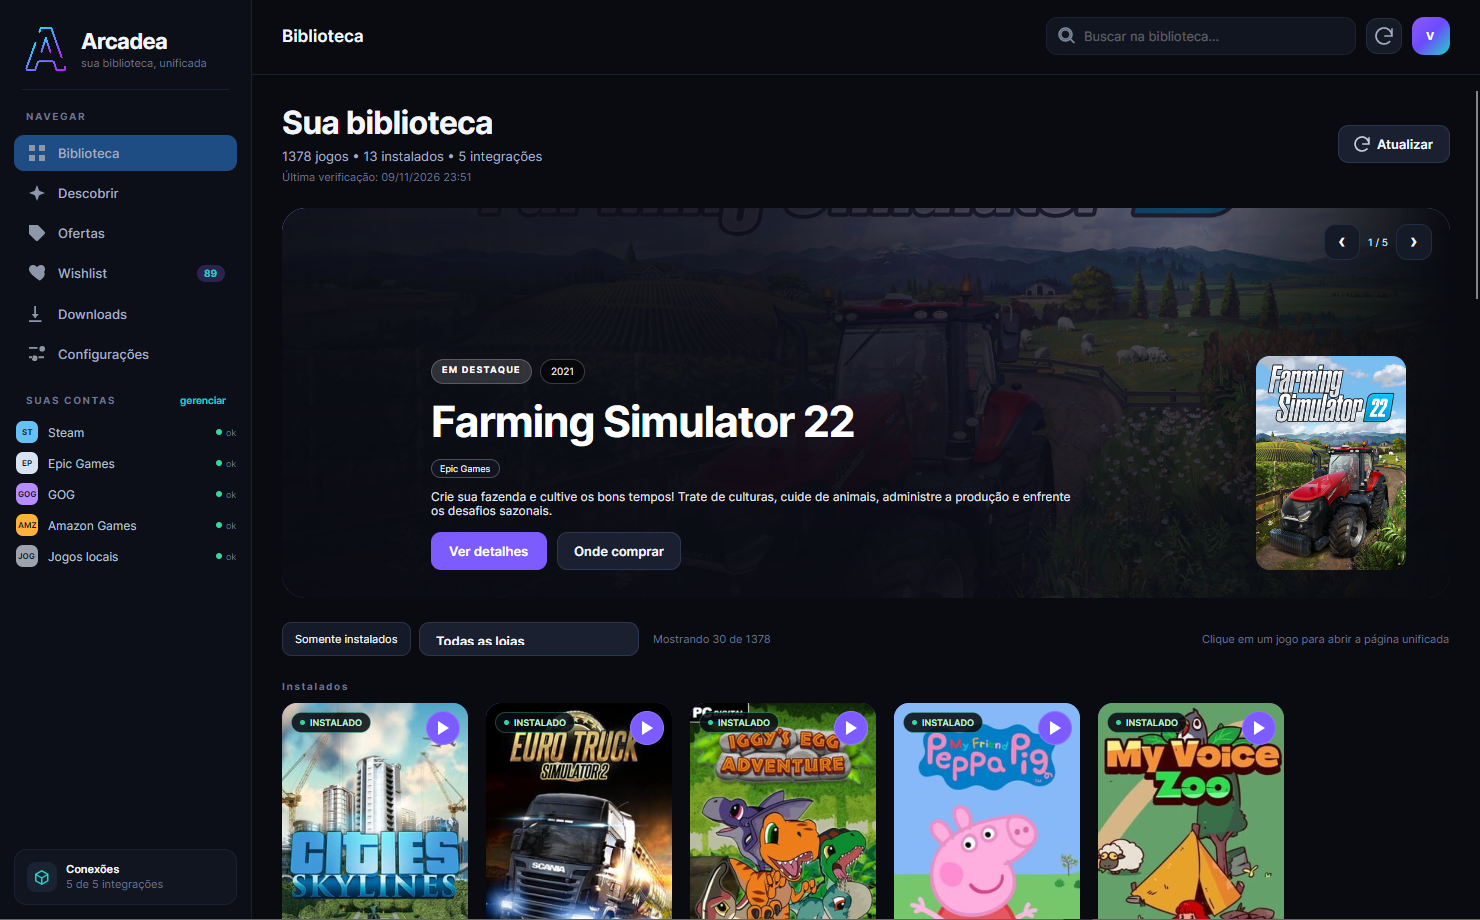 Arcadea
sua biblioteca, unificada
NAVEGAR
Biblioteca
Descobrir
Ofertas
Wishlist 89
Downloads
Configurações
SUAS CONTAS gerenciar
ST Steam ok
EP Epic Games ok
GOG GOG ok
AMZ Amazon Games ok
JOG Jogos locais ok
Conexões
5 de 5 integrações
Biblioteca
Buscar na biblioteca...
v
Sua biblioteca
1378 jogos • 13 instalados • 5 integrações
Última verificação: 09/11/2026 23:51
Atualizar
Farming Simulator 22
1 / 5
EM DESTAQUE 2021
Farming Simulator 22
Epic Games
Crie sua fazenda e cultive os bons tempos! Trate de culturas, cuide de animais, administre a produção e enfrente
os desafios sazonais.
Ver detalhes Onde comprar
Farming
Simulator 22
Somente instalados Todas as lojas Mostrando 30 de 1378 Clique em um jogo para abrir a página unificada
Instalados
INSTALADO
CITIES
SKYLINES
INSTALADO
EURO TRUCK
SIMULATOR 2
SCANIA
PC DIGITAL
INSTALADO
IGGY'S EGG
ADVENTURE
INSTALADO
My Friend
Peppa Pig
INSTALADO
My Voice
Zoo